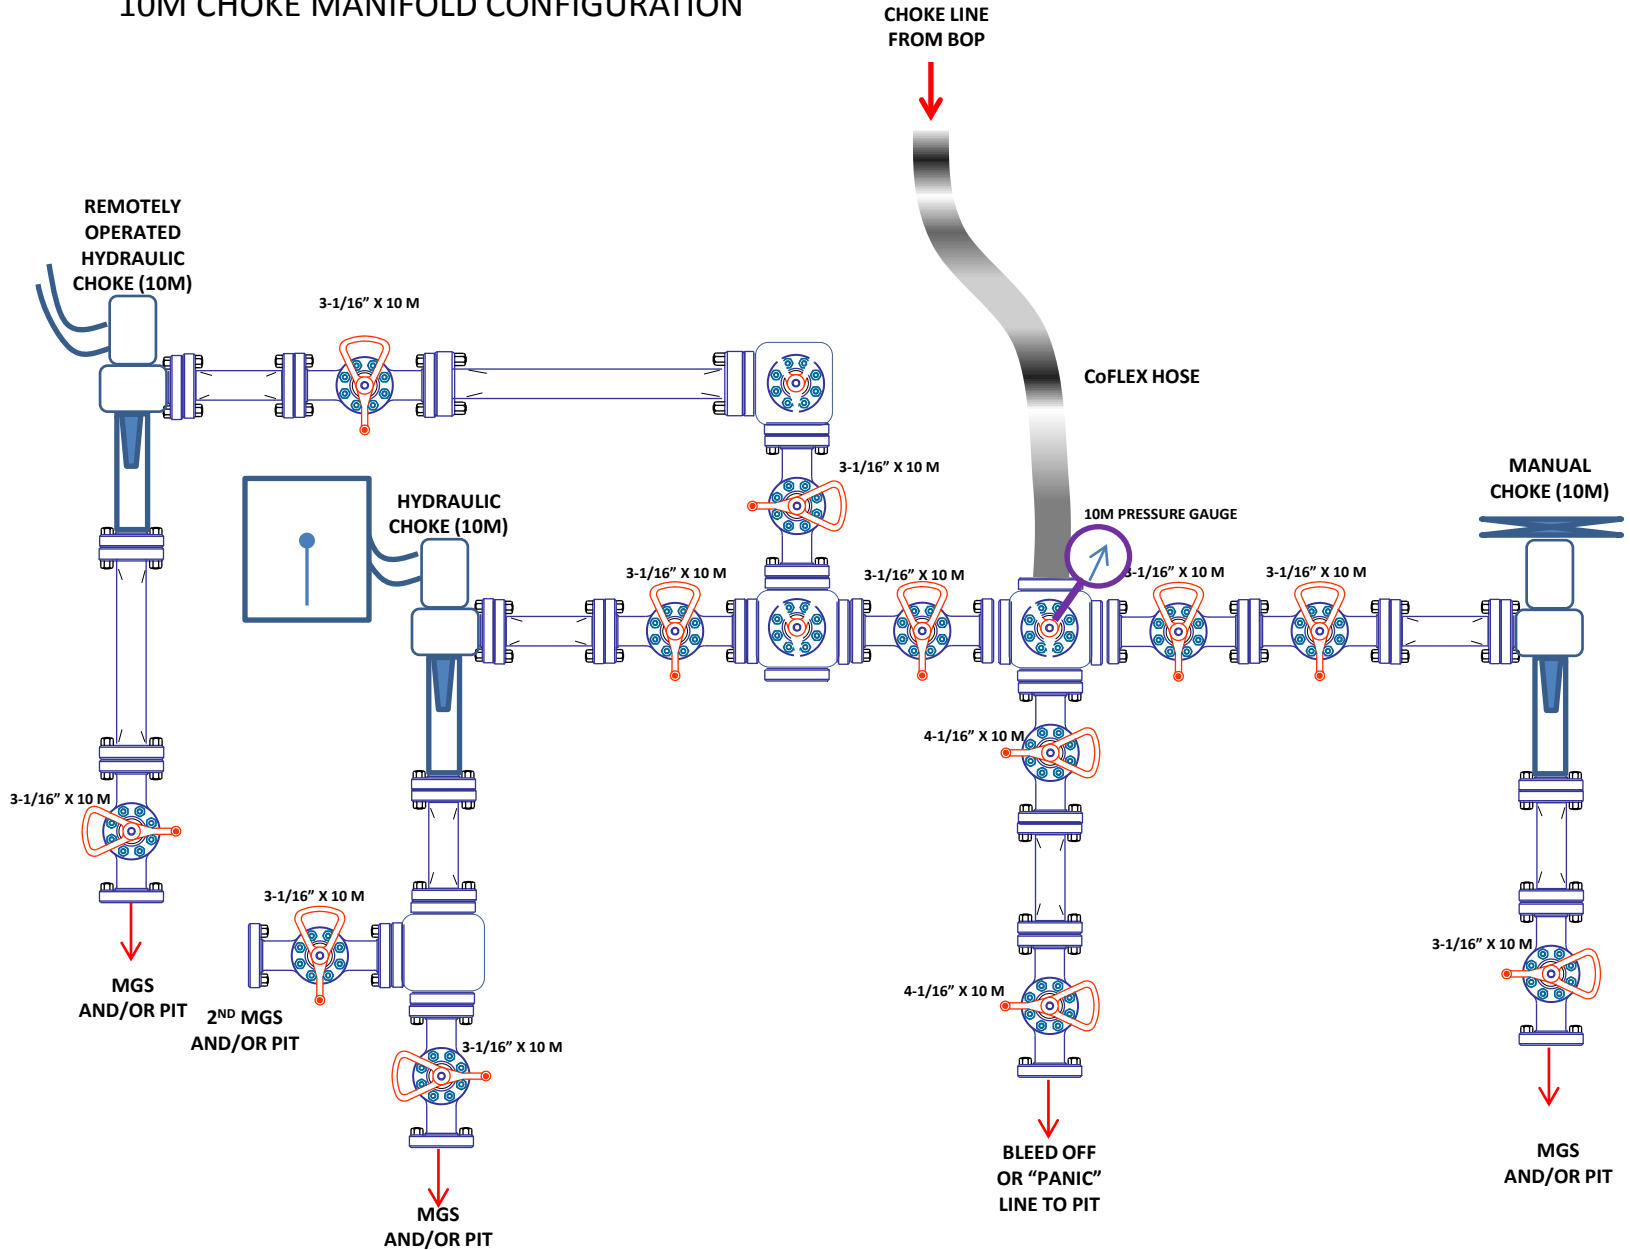 10M CHOKE MANIFOLD CONFIGURATION
CHOKE LINE
FROM BOP
REMOTELY
OPERATED
HYDRAULIC
CHOKE (10M)
3-1/16” X 10 M
CoFLEX HOSE
3-1/16” X 10 M
MANUAL
CHOKE (10M)
HYDRAULIC
CHOKE (10M)
10M PRESSURE GAUGE
3-1/16” X 10 M
3-1/16” X 10 M
3-1/16” X 10 M
3-1/16” X 10 M
4-1/16” X 10 M
3-1/16” X 10 M
3-1/16” X 10 M
3-1/16” X 10 M
MGS
AND/OR PIT
2ND MGS
AND/OR PIT
4-1/16” X 10 M
3-1/16” X 10 M
BLEED OFF
OR “PANIC”
LINE TO PIT
MGS
AND/OR PIT
MGS
AND/OR PIT